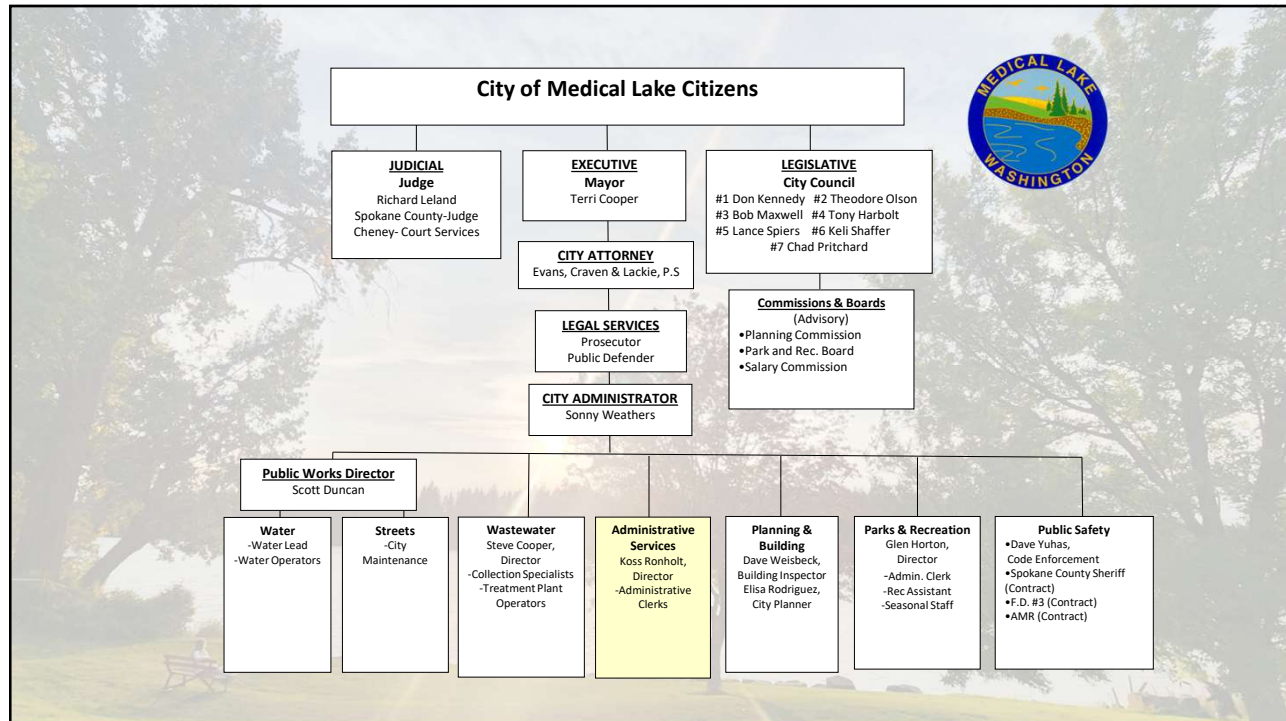 City of Medical Lake Citizens
MEDICAL LAKE
WASHINGTON
JUDICIAL
Judge
Richard Leland
Spokane County-Judge
Cheney- Court Services
EXECUTIVE
Mayor
Terri Cooper
LEGISLATIVE
City Council
#1 Don Kennedy #2 Theodore Olson
#3 Bob Maxwell #4 Tony Harbolt
#5 Lance Spiers #6 Keli Shaffer
#7 Chad Pritchard
CITY ATTORNEY
Evans, Craven & Lackie, P.S
Commissions & Boards
(Advisory)
•Planning Commission
•Park and Rec. Board
•Salary Commission
LEGAL SERVICES
Prosecutor
Public Defender
CITY ADMINISTRATOR
Sonny Weathers
Public Works Director
Scott Duncan
Water
-Water Lead
-Water Operators
Streets
-City
Maintenance
Wastewater
Steve Cooper,
Director
-Collection Specialists
-Treatment Plant
Operators
Administrative
Services
Koss Ronholt,
Director
-Administrative
Clerks
Planning &
Building
Dave Weisbeck,
Building Inspector
Elisa Rodriguez,
City Planner
Parks & Recreation
Glen Horton,
Director
-Admin. Clerk
-Rec Assistant
-Seasonal Staff
Public Safety
•Dave Yuhas,
Code Enforcement
•Spokane County Sheriff
(Contract)
•F.D. #3 (Contract)
•AMR (Contract)